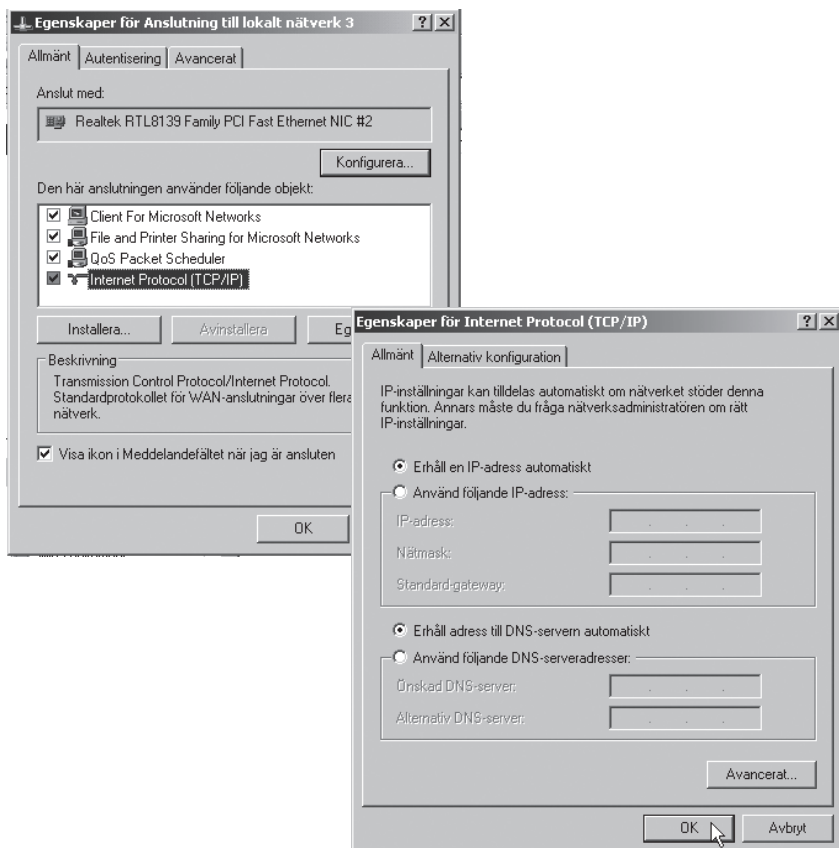 Egenskaper för Anslutning till lokalt nätverk 3
Allmänt Autentisering Avancerat
Anslut med:
Realtek RTL8139 Family PCI Fast Ethernet NIC #2
Konfigurera...
Den här anslutningen använder följande objekt:
Client For Microsoft Networks
File and Printer Sharing for Microsoft Networks
QoS Packet Scheduler
Internet Protocol (TCP/IP)
Installera... Avinstallera Eg
Beskrivning
Transmission Control Protocol/Internet Protocol.
Standardprotokollet för WAN-anslutningar över flera
nätverk.
Visa ikon i Meddelandefältet när jag är ansluten
OK
Egenskaper för Internet Protocol (TCP/IP)
Allmänt Alternativ konfiguration
IP-inställningar kan tilldelas automatiskt om nätverket stöder denna
funktion. Annars måste du fråga nätverksadministratören om rätt
IP-inställningar.
Erhåll en IP-adress automatiskt
Använd följande IP-adress:
IP-adress:
Nätmask:
Standard-gateway:
Erhåll adress till DNS-servern automatiskt
Använd följande DNS-serveradresser:
Önskad DNS-server:
Alternativ DNS-server:
Avancerat...
OK Avbryt